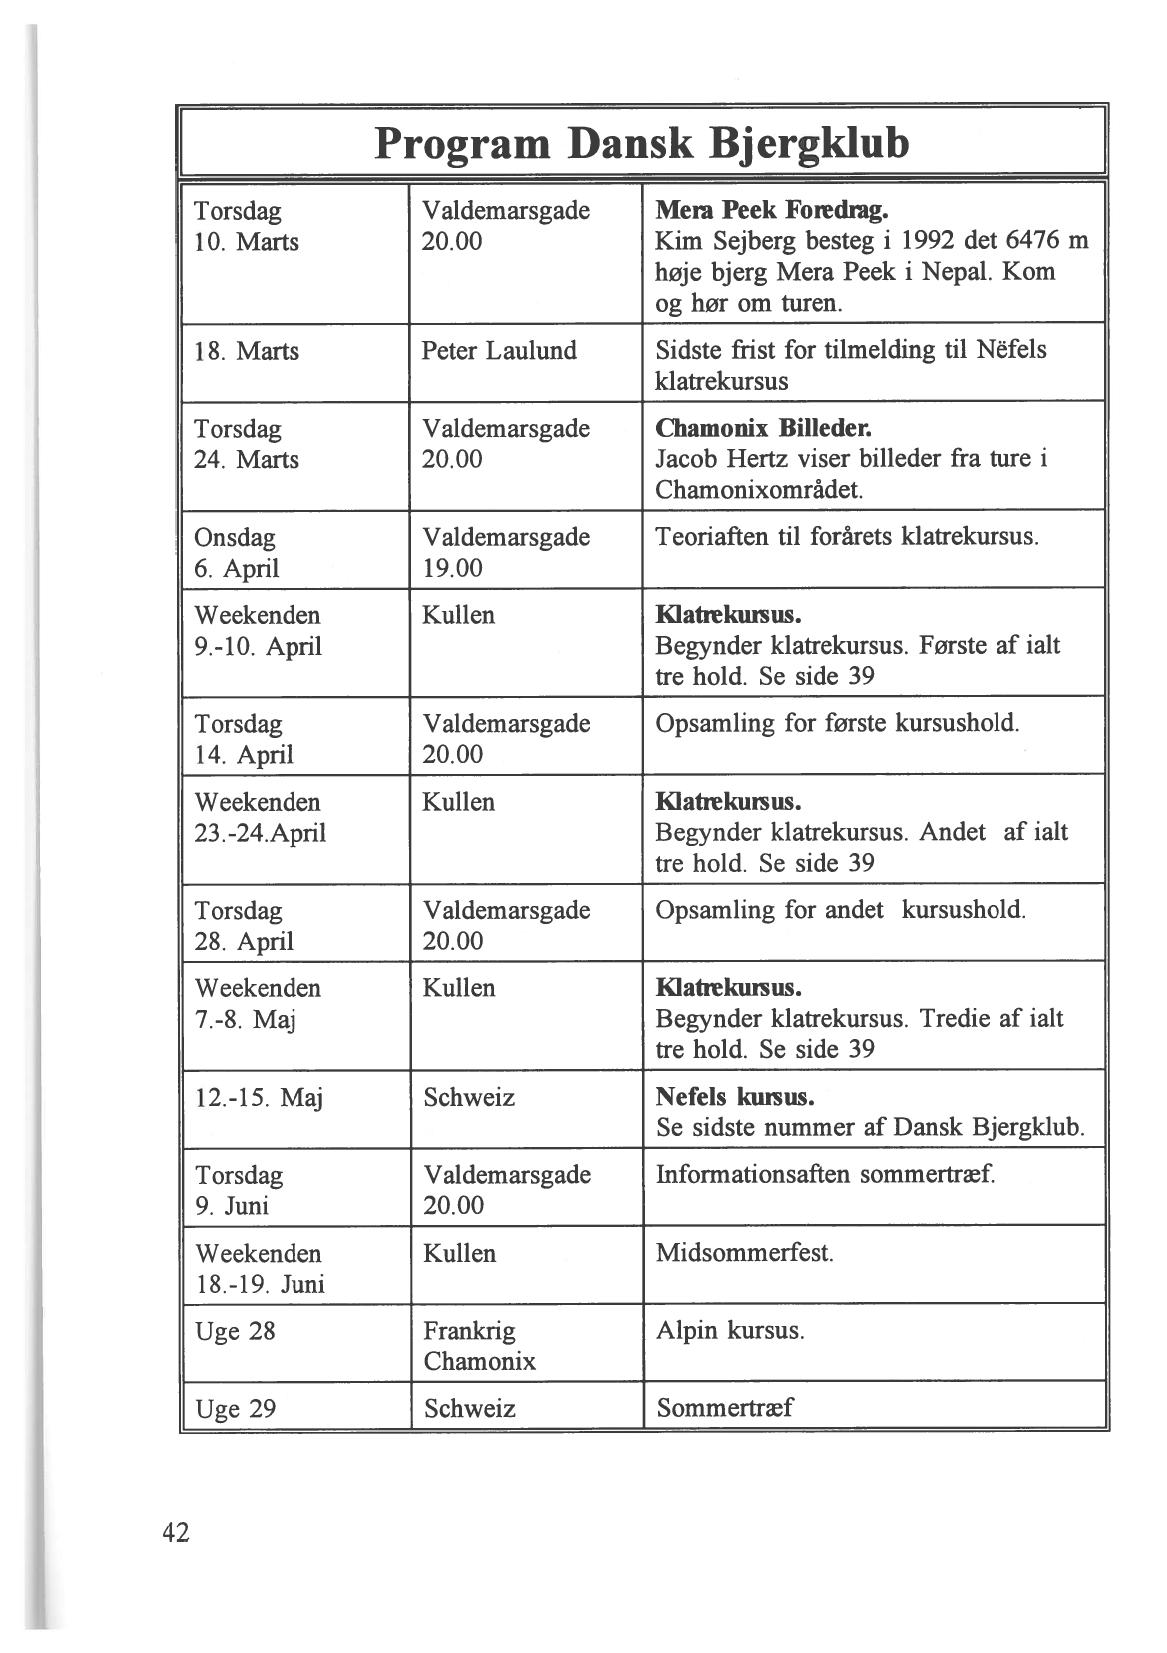 Program Dansk Bjergklub
Torsdag
10. Marts
Valdemarsgade
20.00
Mera Peek Foredrag.
Kim Sejberg besteg i 1992 det 6476 m
høje bjerg Mera Peek i Nepal. Kom
og hør om turen.
18. Marts
Peter Laulund
Sidste frist for tilmelding til Nëfels
klatrekursus
Torsdag
24. Marts
Valdemarsgade
20.00
Chamonix Billeder.
Jacob Hertz viser billeder fra ture i
Chamonixområdet.
Onsdag
6. April
Valdemarsgade
19.00
Teoriaften til forårets klatrekursus.
Weekenden
9.-10. April
Kullen
Klatrekursus.
Begynder klatrekursus. Første af ialt
tre hold. Se side 39
Torsdag
14. April
Valdemarsgade
20.00
Opsamling for første kursushold.
Weekenden
23.-24.April
Kullen
Klatrekursus.
Begynder klatrekursus. Andet af ialt
tre hold. Se side 39
Torsdag
28. April
Valdemarsgade
20.00
Opsamling for andet kursushold.
Weekenden
7.-8. Maj
Kullen
Klatrekursus.
Begynder klatrekursus. Tredie af ialt
tre hold. Se side 39
12.-15. Maj
Schweiz
Nefels kursus.
Se sidste nummer af Dansk Bjergklub.
Torsdag
9. Juni
Valdemarsgade
20.00
Informationsaften sommertræf.
Weekenden
18.-19. Juni
Kullen
Midsommerfest.
Uge 28
Frankrig
Chamonix
Alpin kursus.
Uge 29
Schweiz
Sommertræf
42